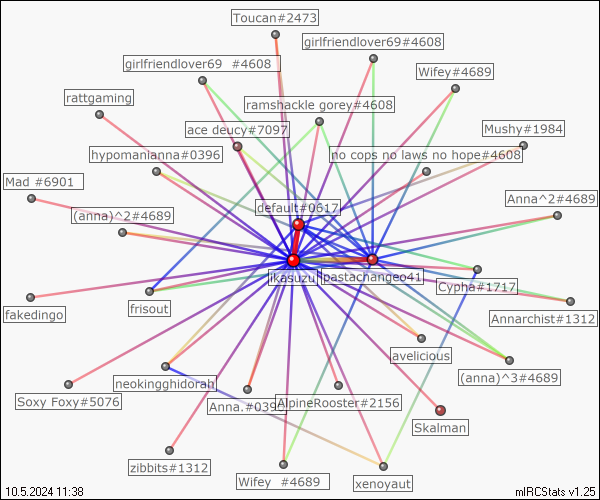 Toucan#2473
girlfriendlover69#4608
girlfriendlover69  #4608
Wifey#4689
rattgaming
ramshackle gorey#4608
ace deucy#7097
Mushy#1984
hypomanianna#0396
no cops no laws no hope#4608
Mad #6901
Anna^2#4689
default#0617
(anna)^2#4689
ikasuzu
pastachangeo41
Cyphe#1717
fakedingo
frisout
Annarchist#1312
avelicious
neokingghidorah
(anna)^3#4689
Soxy Foxy#5076
Anna.#0396
AlpineRooster#2156
Skalman
zibbits#1312
Wifey  #4689
xenoyaut
10.5.2024 11:38
mIRCStats v1.25